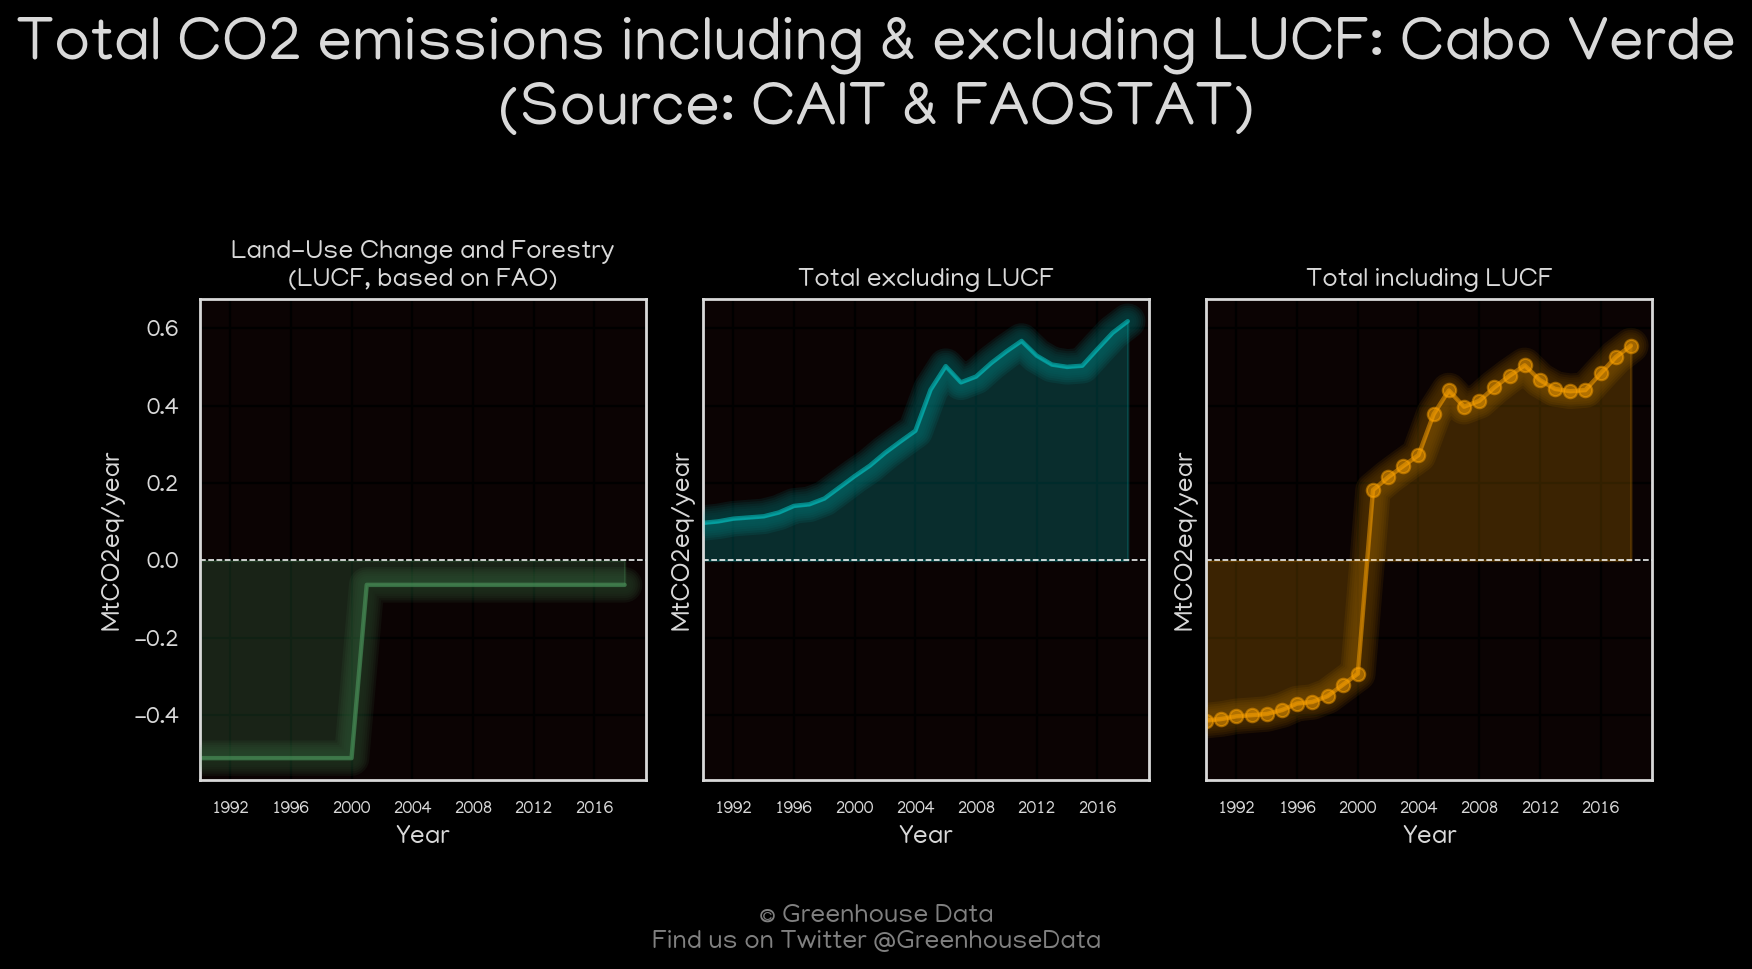 Total CO2 emissions including & excluding LUCF: Cabo Verde
(Source: CAIT & FAOSTAT)
Land-Use Change and Forestry
(LUCF, based on FAO)
Total excluding LUCF
Total including LUCF
MtCO2eq/year
0.6
0.4
0.2
0.0
-0.2
-0.4
1992 1996 2000 2004 2008 2012 2016
Year
MtCO2eq/year
1992 1996 2000 2004 2008 2012 2016
Year
MtCO2eq/year
1992 1996 2000 2004 2008 2012 2016
Year
© Greenhouse Data
Find us on Twitter @GreenhouseData